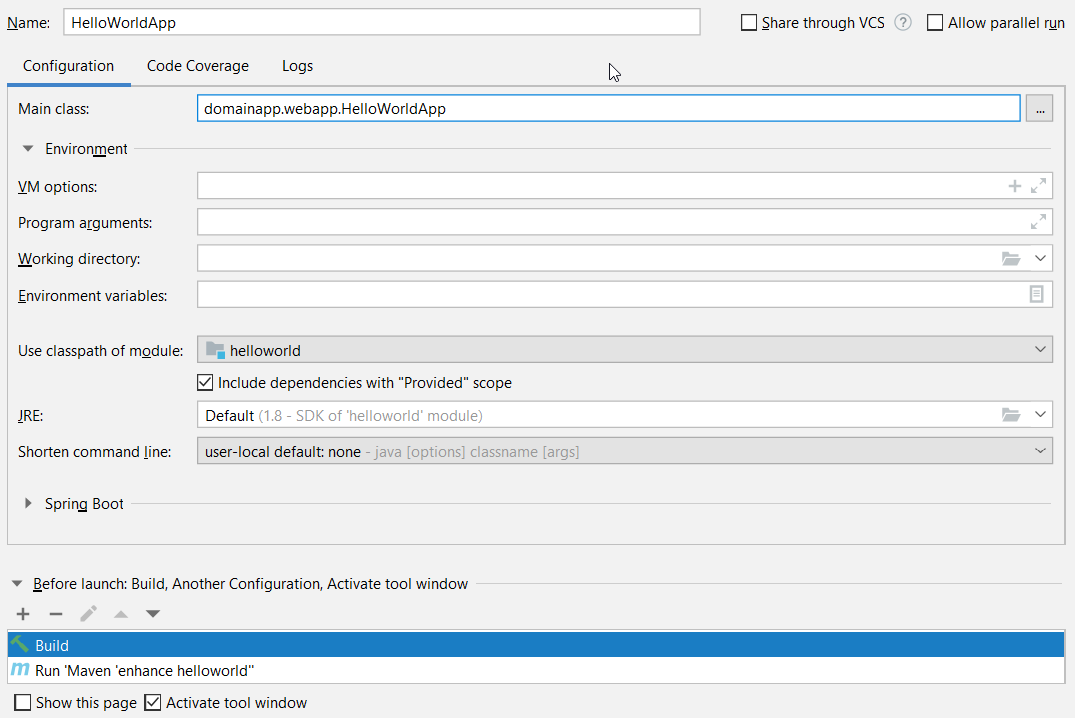 Name: HelloWorldApp Share through VCS ? Allow parallel run
Configuration Code Coverage Logs
Main class: domainapp.webapp.HelloWorldApp ...
Environment
VM options:
Program arguments:
Working directory:
Environment variables:
Use classpath of module: helloworld
Include dependencies with "Provided" scope
JRE: Default (1.8 - SDK of 'helloworld' module)
Shorten command line: user-local default: none - java [options] classname [args]
Spring Boot
Before launch: Build, Another Configuration, Activate tool window
Build
m Run 'Maven 'enhance helloworld''
Show this page Activate tool window